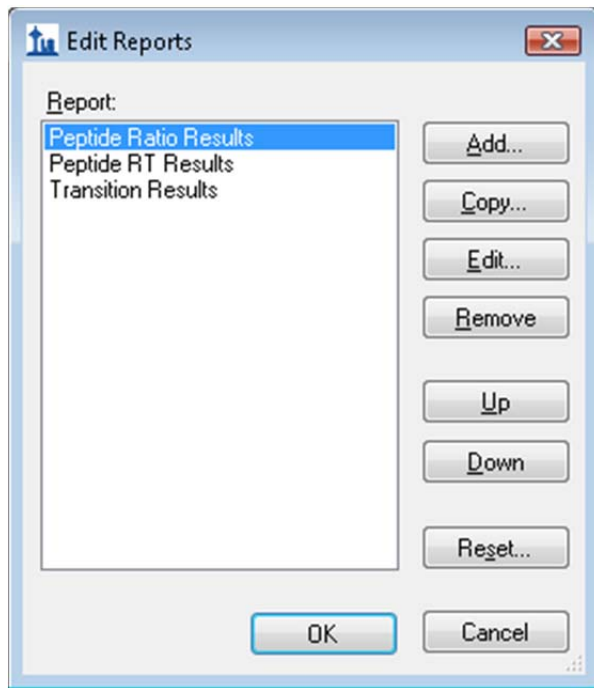 Edit Reports
Report:
Peptide Ratio Results
Peptide RT Results
Transition Results
Add...
Copy...
Edit...
Remove
Up
Down
Reset...
OK
Cancel